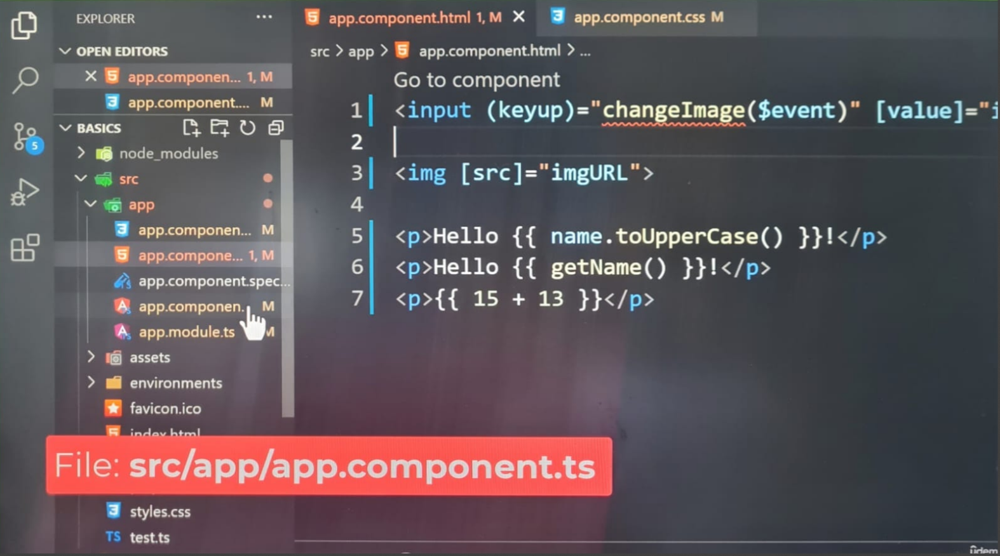 EXPLORER
OPEN EDITORS
app.componen... 1, M
app.component.... M
BASICS
node_modules
src
app
app.componen... M
app.compone... 1, M
app.component.spec...
app.componen. M
app.module.ts M
assets
environments
favicon.ico
index.html
File: src/app/app.component.ts
styles.css
TS test.ts
5
app.component.html 1, M
app.component.css M
src > app > app.component.html > ...
Go to component
1 <input (keyup)="changeImage($event)" [value]="i
2
3 <img [src]="imgURL">
4
5 <p>Hello {{ name.toUpperCase() }}!</p>
6 <p>Hello {{ getName() }}!</p>
7 <p>{{ 15 + 13 }}</p>